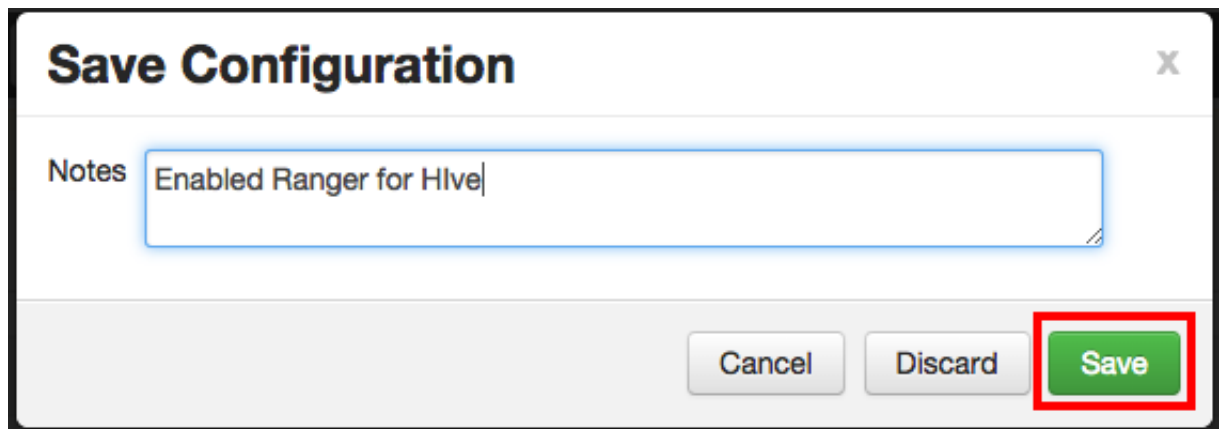 Save Configuration
x
Notes
Enabled Ranger for HIve
Cancel
Discard
Save